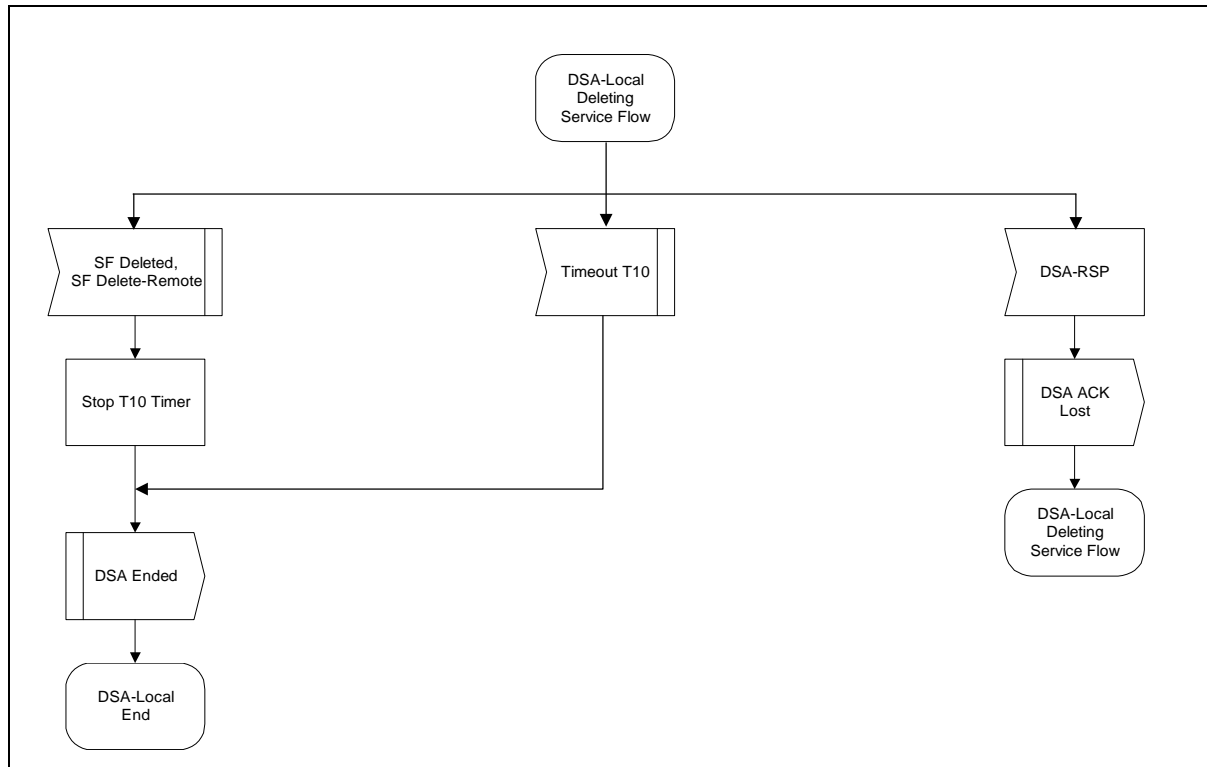 DSA-Local
Deleting
Service Flow
SF Deleted,
SF Delete-Remote
Timeout T10
DSA-RSP
Stop T10 Timer
DSA ACK
Lost
DSA-Local
Deleting
Service Flow
DSA Ended
DSA-Local
End